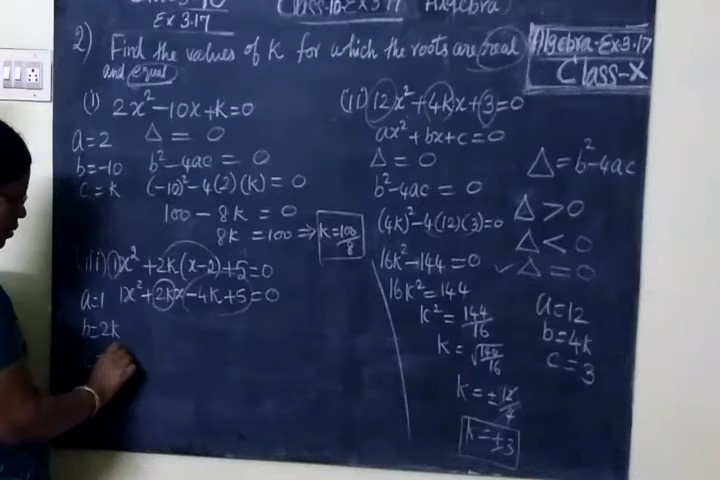 Ex 3.17
Class-10-Ex 3.17 Algebra)
Algebra-Ex 3.17
Class-X
2) Find the values of K for which the roots are real
and equal
(i) 2x²-10x+K=0
a=2 Δ = 0
b=-10 b²-4ac = 0
c=K (-10)²-4(2)(K) = 0
100 - 8K = 0
8K = 100 ⇒ K=100/8
(ii) 12x²+4Kx+3=0
ax²+bx+c=0
Δ = 0
b²-4ac = 0
(4K)²-4(12)(3)=0
16K²-144=0
16K²=144
K²=144/16
K=√144/16
K=±12/4
K=±3
Δ=b²-4ac
Δ>0
Δ<0
✓Δ=0
a=12
b=4K
c=3
(iii) 1x²+2K(x-2)+5=0
a=1 1x²+2Kx-4K+5=0
b=2K